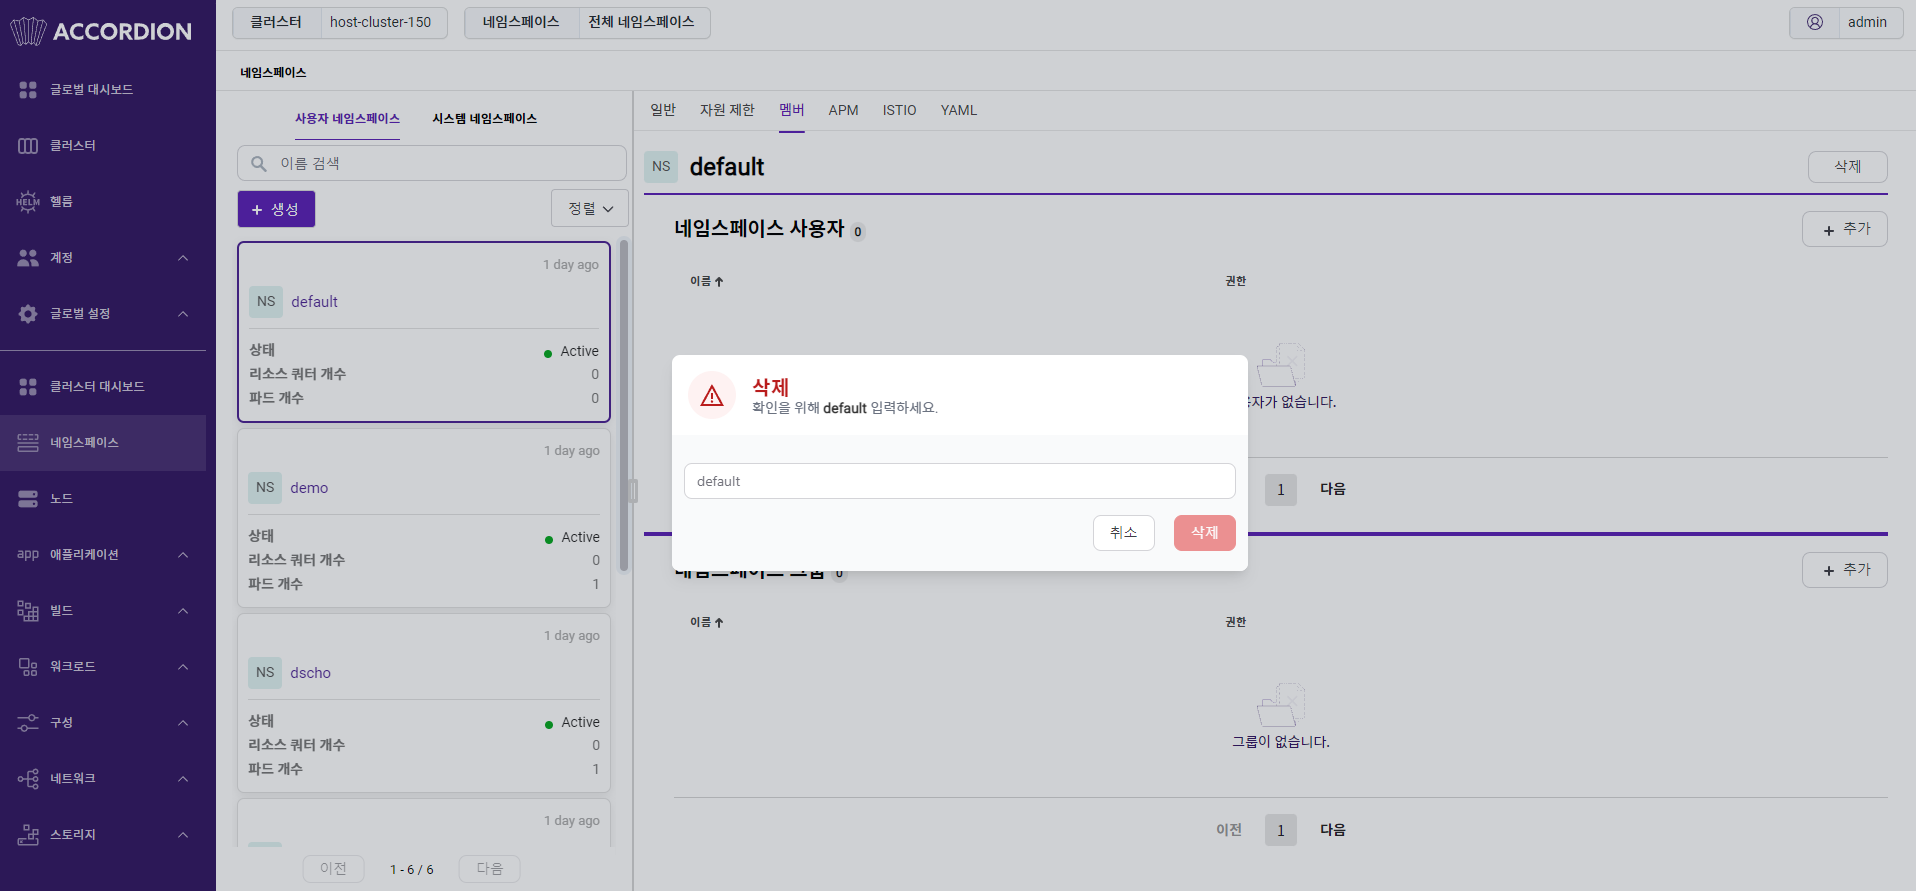 ACCORDION
글로벌 대시보드
클러스터
HELM 헬름
계정
글로벌 설정
클러스터 대시보드
네임스페이스
노드
app 애플리케이션
빌드
워크로드
구성
네트워크
스토리지
클러스터 host-cluster-150 네임스페이스 전체 네임스페이스 admin
네임스페이스
사용자 네임스페이스 시스템 네임스페이스
이름 검색
+ 생성 정렬
1 day ago
NS default
상태 Active
리소스 쿼터 개수 0
파드 개수 0
1 day ago
NS demo
상태 Active
리소스 쿼터 개수 0
파드 개수 1
1 day ago
NS dscho
상태 Active
리소스 쿼터 개수 0
파드 개수 1
1 day ago
이전 1 - 6 / 6 다음
일반 자원 제한 멤버 APM ISTIO YAML
NS default 삭제
네임스페이스 사용자 0 + 추가
이름 권한
자가 없습니다.
1 다음
삭제
확인을 위해 default 입력하세요.
default
취소 삭제
네임스페이스 그룹 0 + 추가
이름 권한
그룹이 없습니다.
이전 1 다음